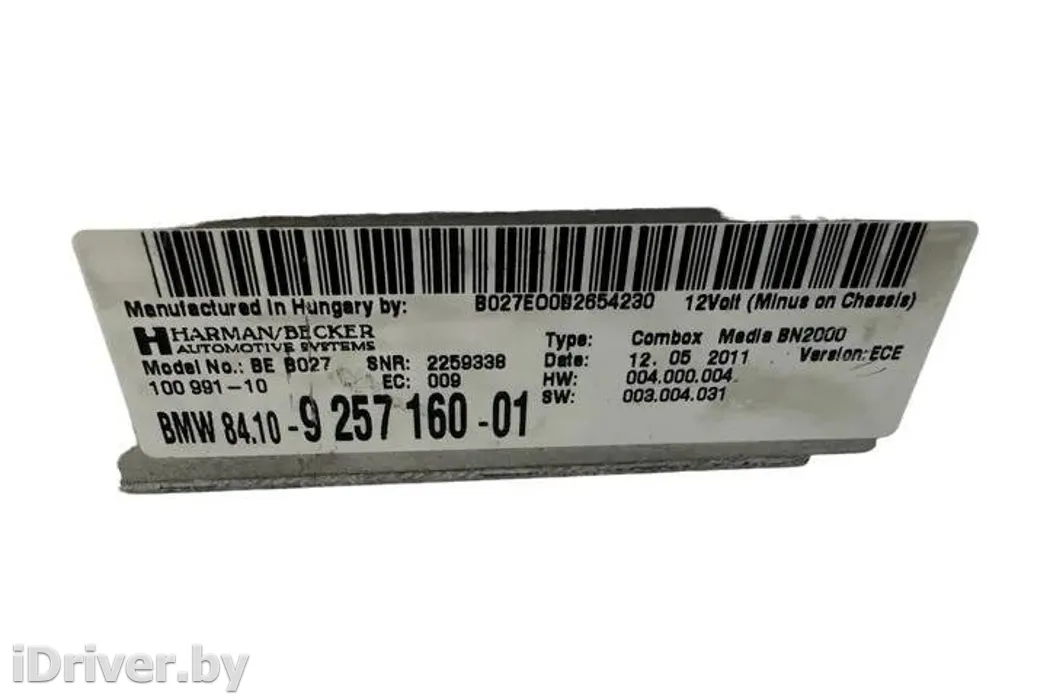 Manufactured In Hungary by: B027E00B2654230 12Volt (Minus on Chassis)
HARMAN/BECKER
AUTOMOTIVE SYSTEMS
Model No.: BE B027 SNR: 2259338
100 991-10 EC: 009
BMW 84.10 -9 257 160 -01
Type: Combox Media BN2000
Date: 12. 05 2011 Version: ECE
HW: 004.000.004
SW: 003.004.031
iDriver.by